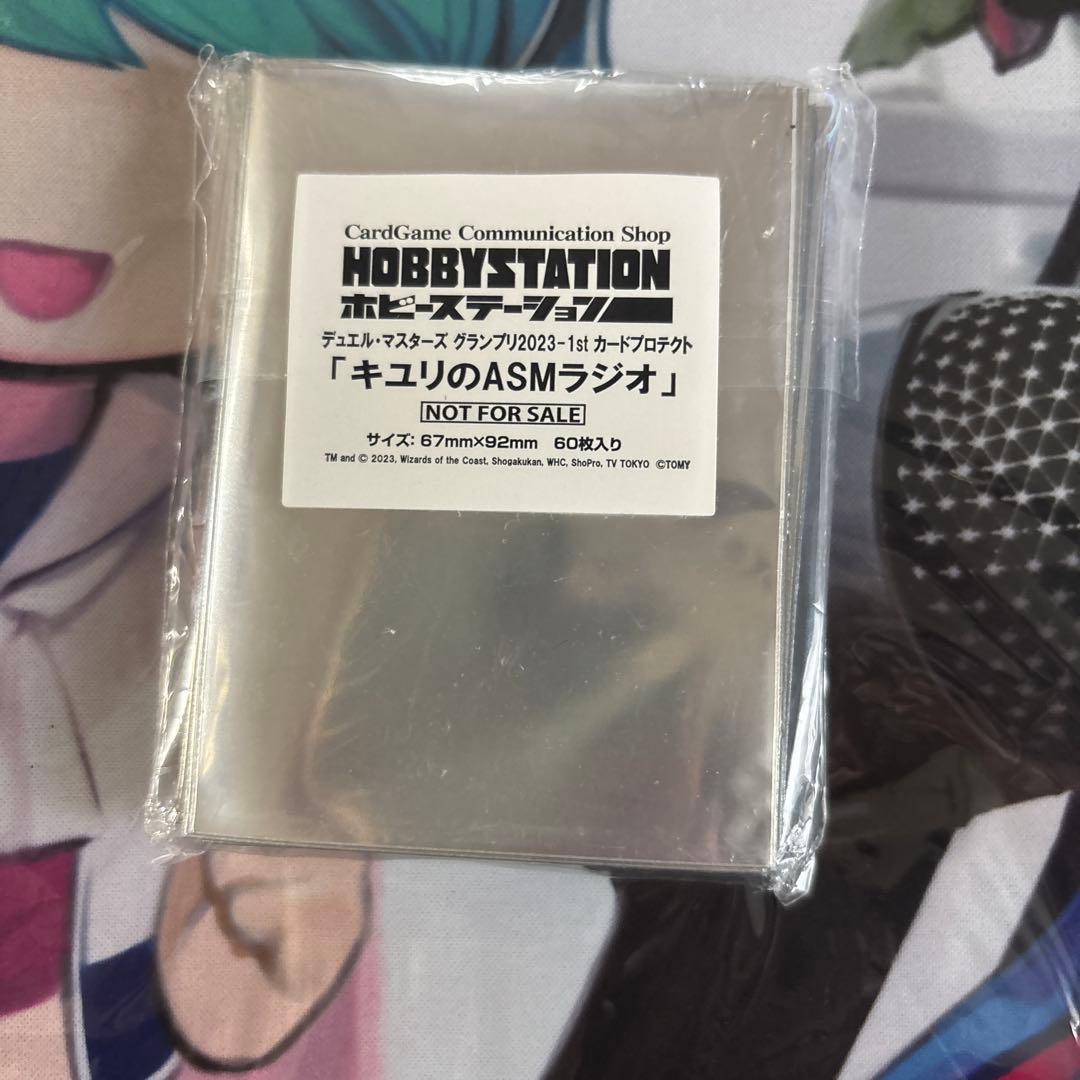 CardGame Communication Shop
HOBBYSTATION
ホビーステーション
デュエル・マスターズ グランプリ2023-1st カードプロテクト
「キユリのASMラジオ」
NOT FOR SALE
サイズ: 67mm×92mm 60枚入り
TM and © 2023, Wizards of the Coast, Shogakukan, WHC, ShoPro, TV TOKYO ©TOMY